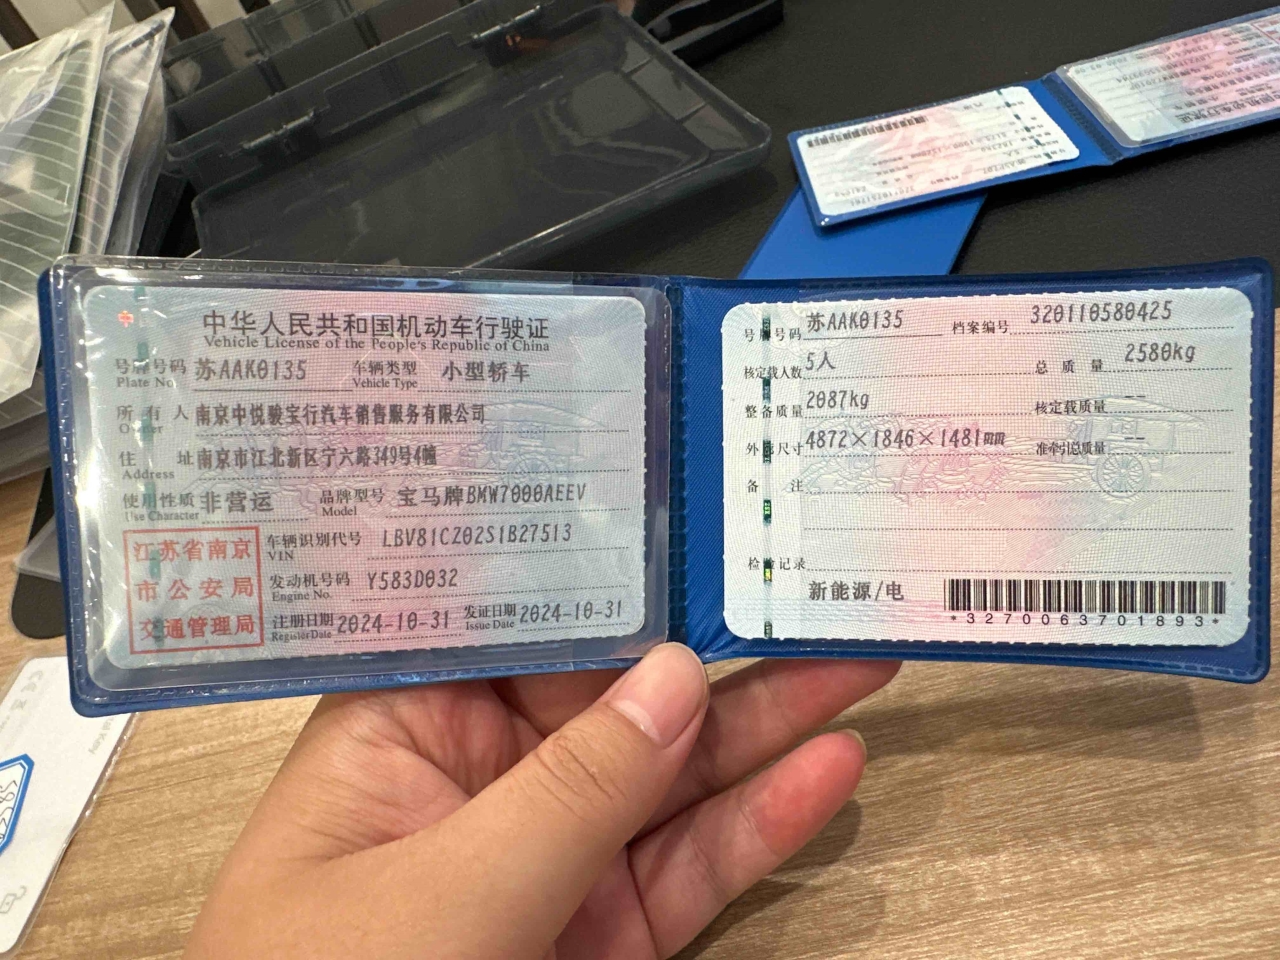 中华人民共和国机动车行驶证
Vehicle License of the People's Republic of China
号牌号码 苏AAK0135 车辆类型 小型轿车
Plate No. Vehicle Type
所有人 南京中悦骏宝行汽车销售服务有限公司
Owner
住址 南京市江北新区宁六路349号4幢
Address
使用性质 非营运 品牌型号 宝马牌BMW7000AEEV
Use Character Model
江苏省南京
市公安局
交通管理局
车辆识别代号 LBV81CZ02S1B27513
VIN
发动机号码 Y583D032
Engine No.
注册日期 2024-10-31 发证日期 2024-10-31
Register Date Issue Date
号牌号码 苏AAK0135 档案编号 320110580425
核定载人数 5人 总质量 2580kg
整备质量 2087kg 核定载质量 --
外廓尺寸 4872×1846×1481mm 准牵引总质量 --
备注
检验记录
新能源/电
*3270063701893*